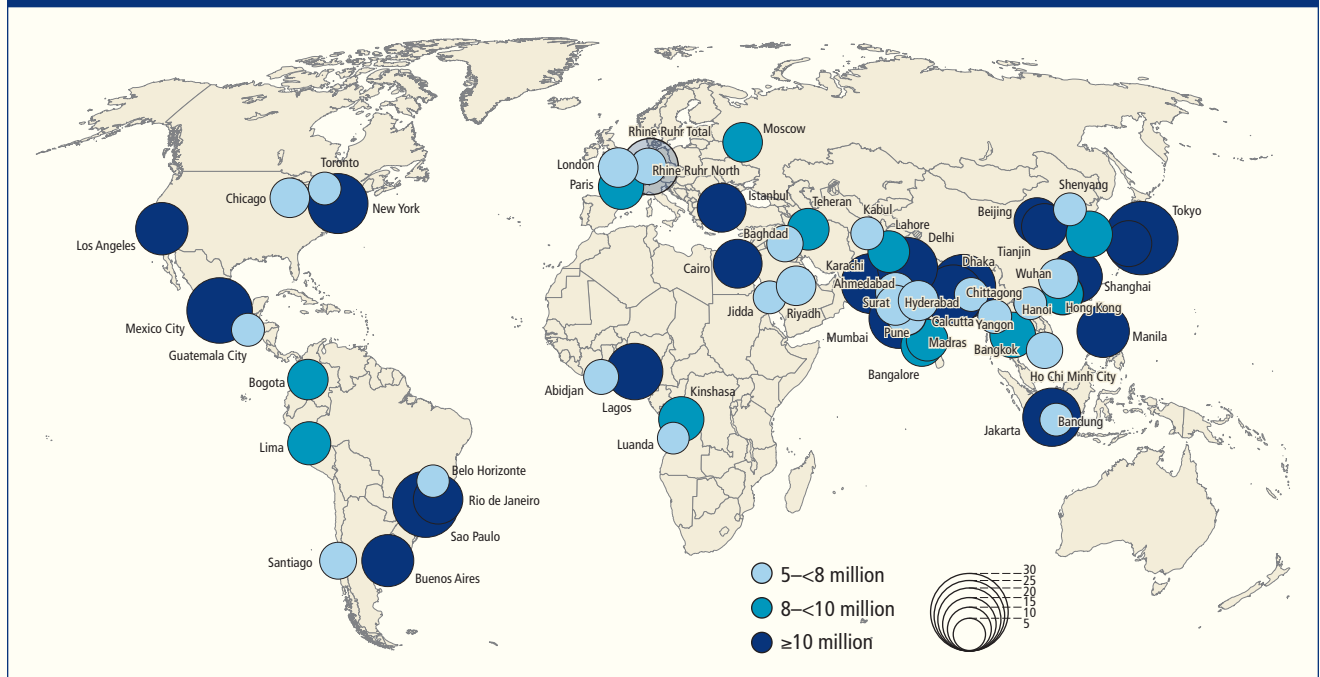 Rhine Ruhr Total
Moscow
London
Rhine Ruhr North
Paris
Toronto
Chicago
New York
Istanbul
Teheran
Kabul
Shenyang
Beijing
Tokyo
Los Angeles
Baghdad
Lahore
Delhi
Tianjin
Cairo
Karachi
Dhaka
Wuhan
Ahmedabad
Shanghai
Surat
Hyderabad
Chittagong
Jidda
Riyadh
Hanoi
Hong Kong
Mexico City
Calcutta
Yangon
Mumbai
Pune
Madras
Bangkok
Manila
Guatemala City
Bangalore
Ho Chi Minh City
Bogota
Abidjan
Lagos
Kinshasa
Jakarta
Bandung
Luanda
Lima
Belo Horizonte
Rio de Janeiro
Sao Paulo
Santiago
Buenos Aires
5–<8 million
8–<10 million
≥10 million
30
25
20
15
10
5